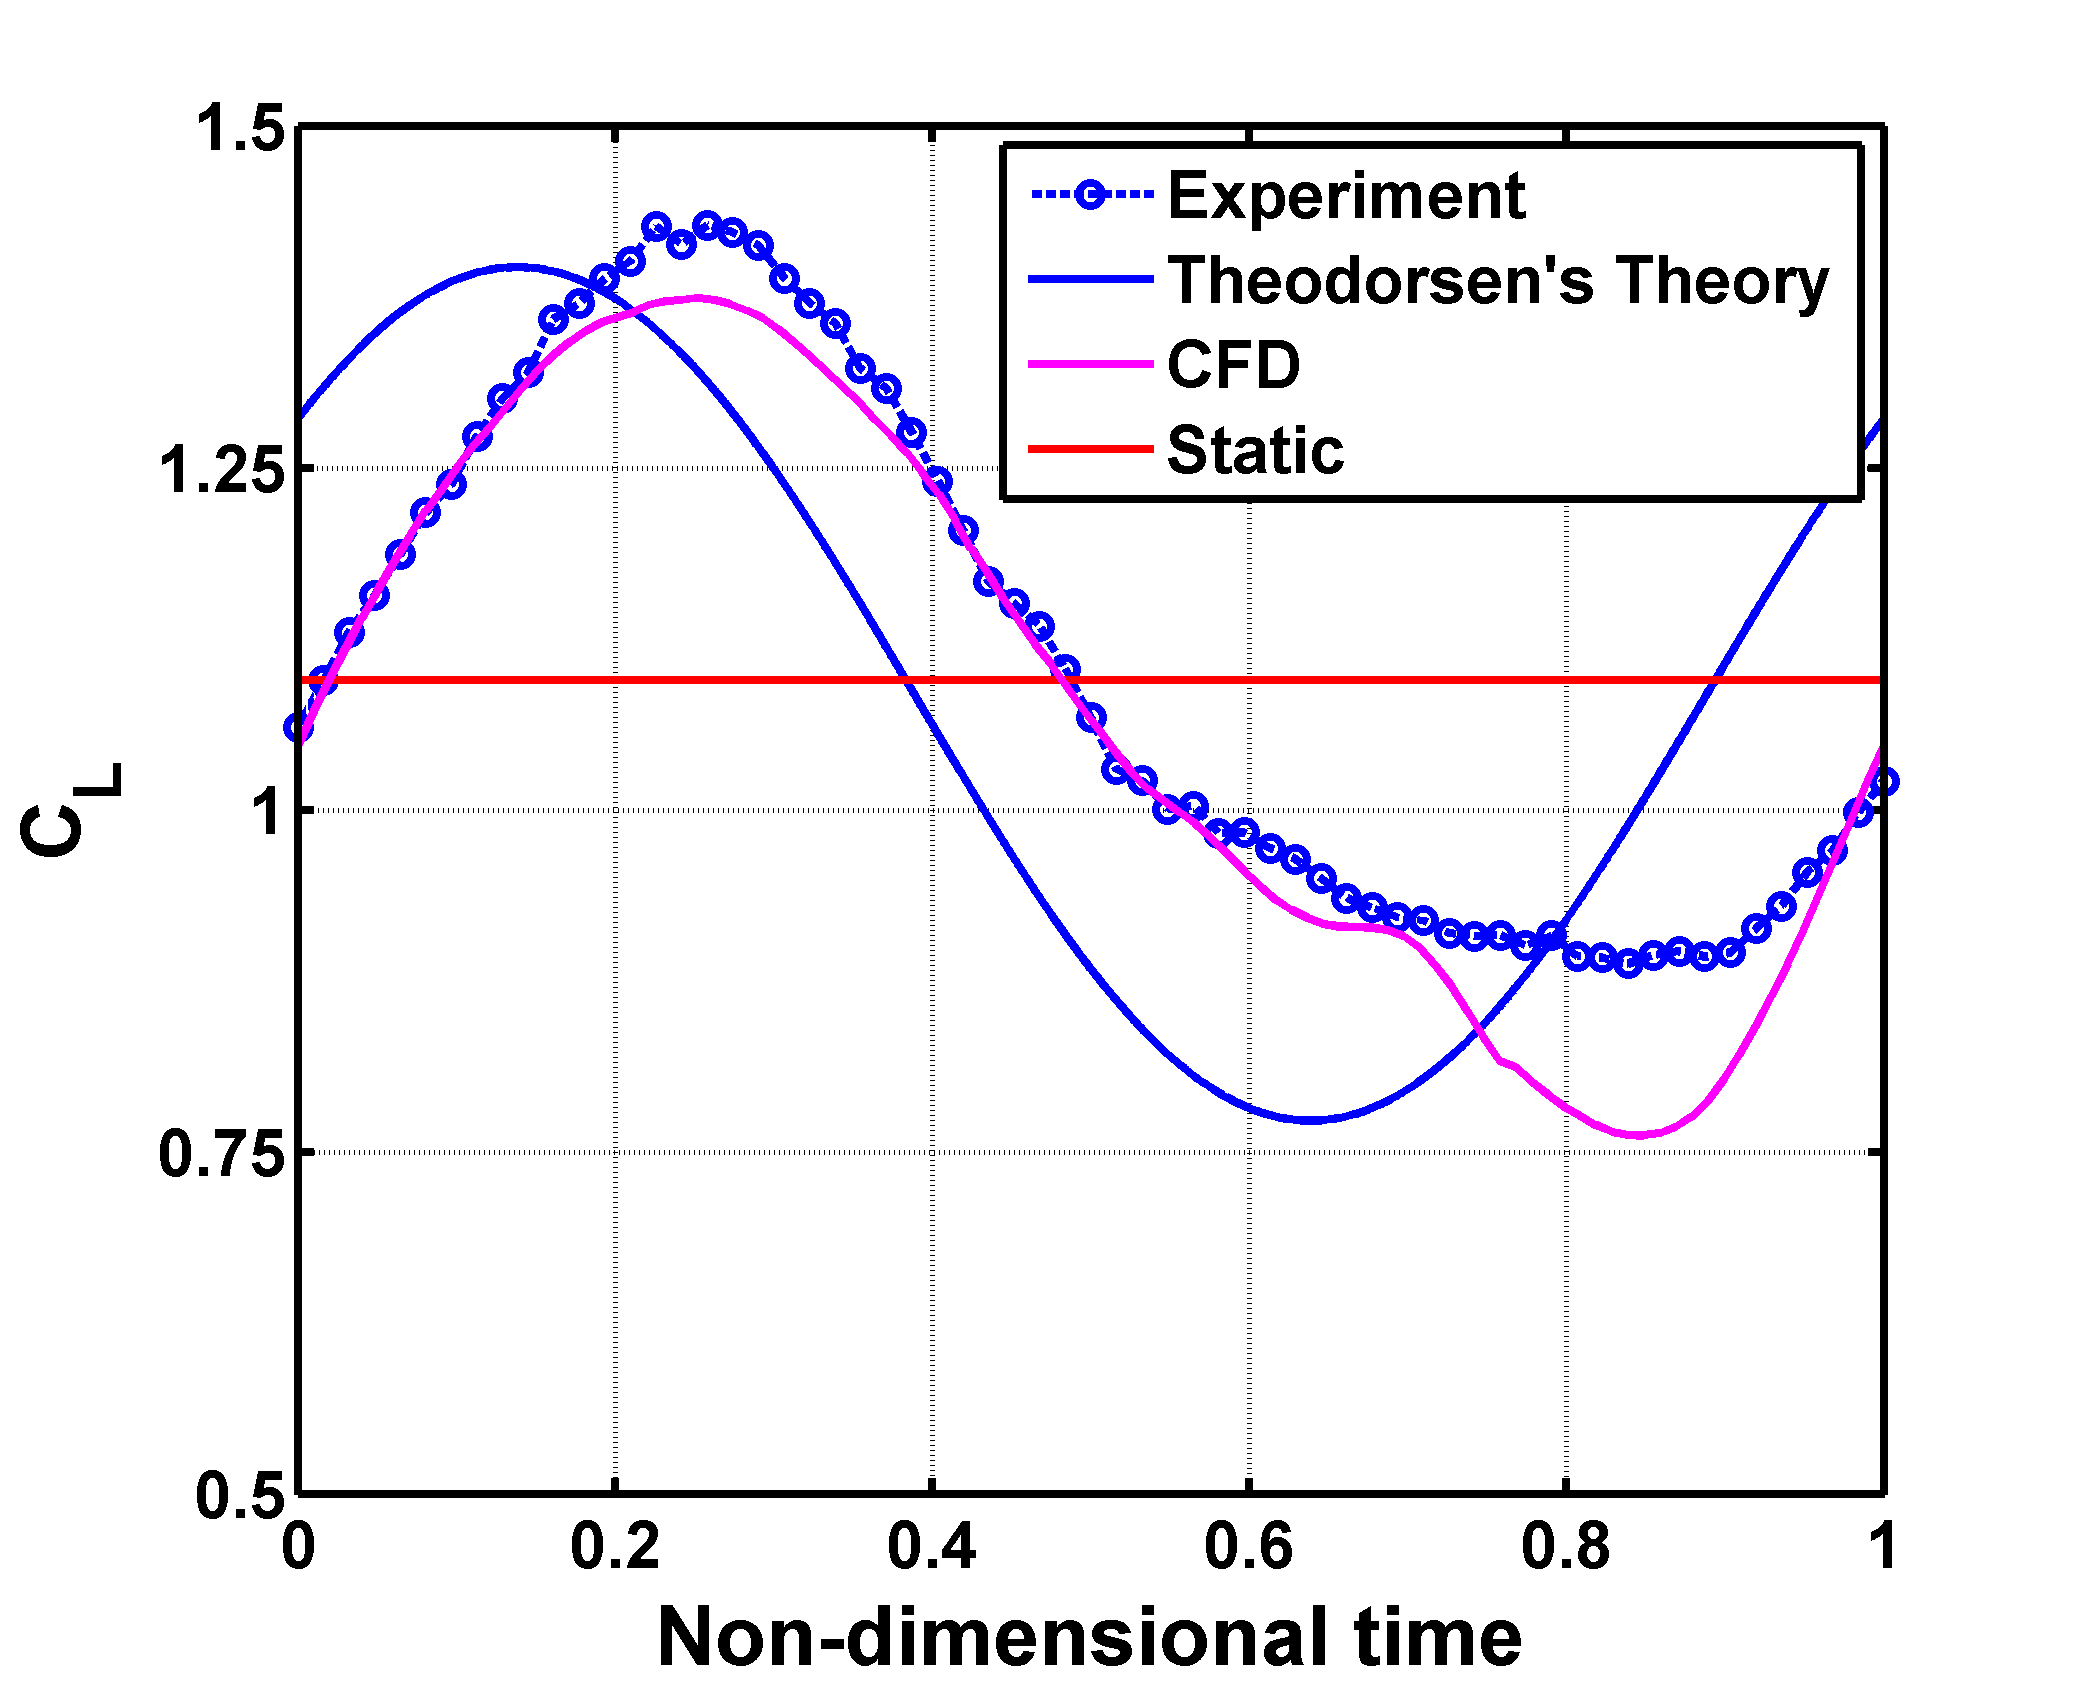 1.5
1.25
1
0.75
0.5
C_L
Experiment
Theodorsen's Theory
CFD
Static
0 0.2 0.4 0.6 0.8 1
Non-dimensional time